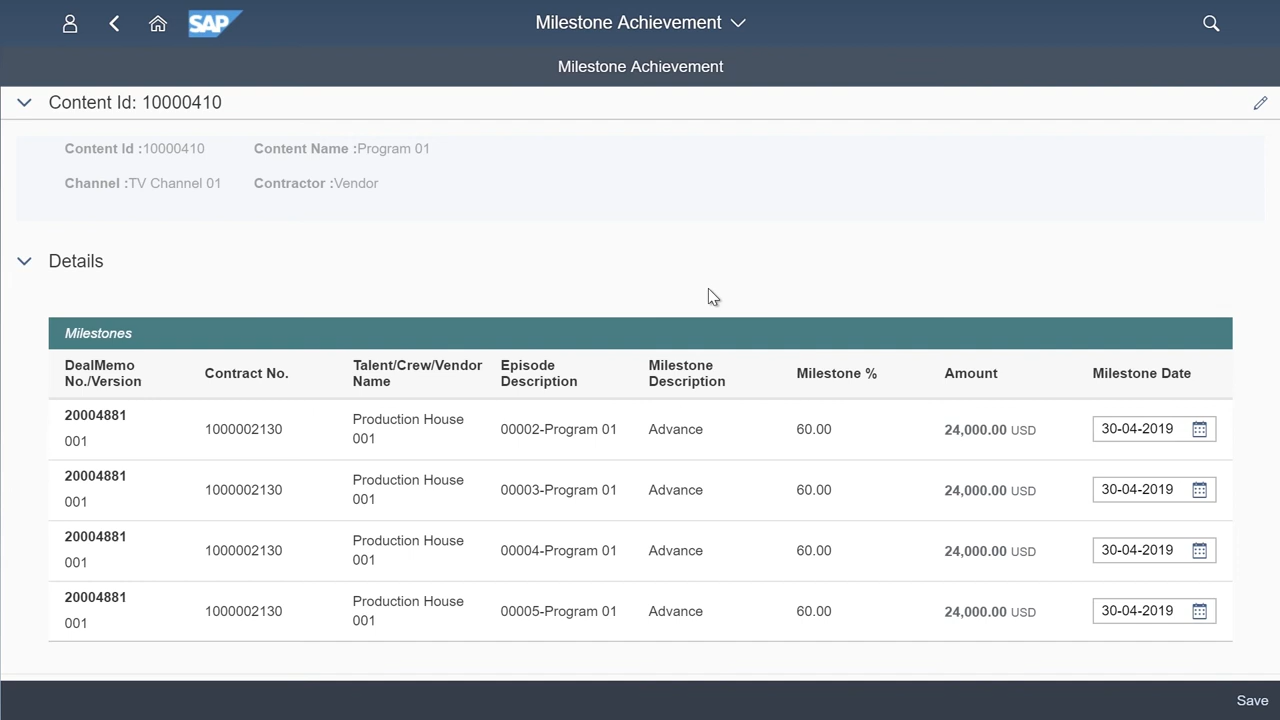 SAP
Milestone Achievement
Milestone Achievement
Content Id: 10000410
Content Id :10000410 Content Name :Program 01
Channel :TV Channel 01 Contractor :Vendor
Details
Milestones
DealMemo No./Version Contract No. Talent/Crew/Vendor Name Episode Description Milestone Description Milestone % Amount Milestone Date
20004881 001 1000002130 Production House 001 00002-Program 01 Advance 60.00 24,000.00 USD 30-04-2019
20004881 001 1000002130 Production House 001 00003-Program 01 Advance 60.00 24,000.00 USD 30-04-2019
20004881 001 1000002130 Production House 001 00004-Program 01 Advance 60.00 24,000.00 USD 30-04-2019
20004881 001 1000002130 Production House 001 00005-Program 01 Advance 60.00 24,000.00 USD 30-04-2019
Save